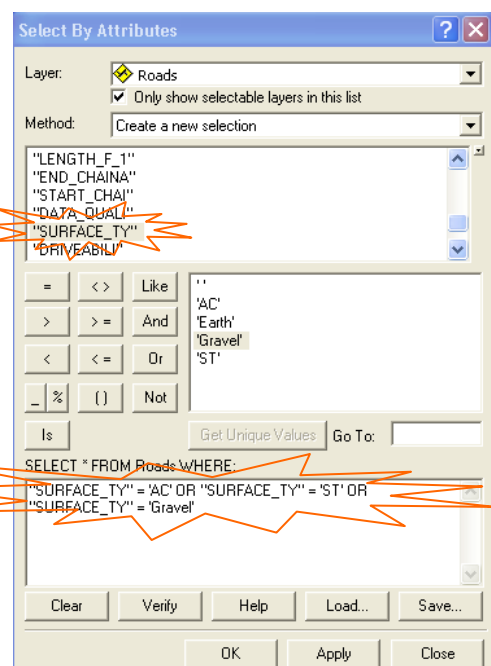 Select By Attributes
Layer: Roads
Only show selectable layers in this list
Method: Create a new selection
"LENGTH_F_1"
"END_CHAINA"
"START_CHAI"
"DATA_QUALI"
"SURFACE_TY"
"DRIVEABILI"
= < > Like
> > = And
< < = Or
_ % ( ) Not
Is
' '
'AC'
'Earth'
'Gravel'
'ST'
Get Unique Values Go To:
SELECT * FROM Roads WHERE:
"SURFACE_TY" = 'AC' OR "SURFACE_TY" = 'ST' OR
"SURFACE_TY" = 'Gravel'
Clear Verify Help Load... Save...
OK Apply Close